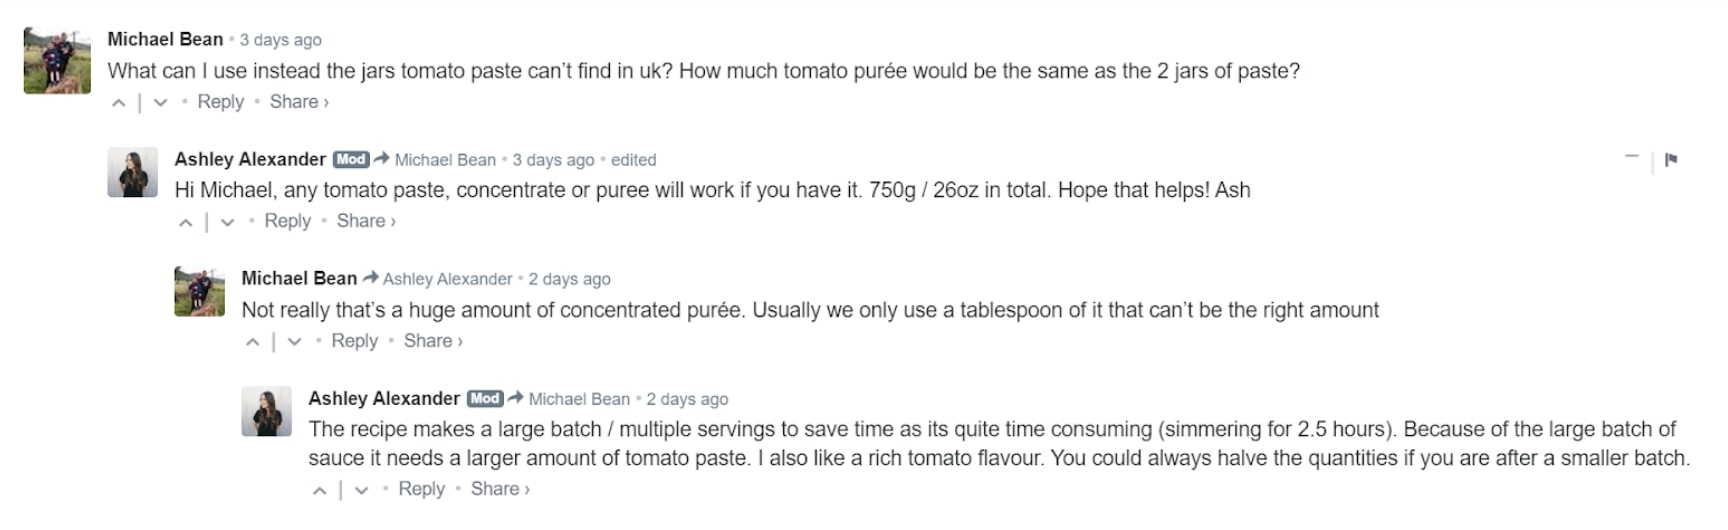 Michael Bean • 3 days ago
What can I use instead the jars tomato paste can't find in uk? How much tomato purée would be the same as the 2 jars of paste?
Reply • Share ›
Ashley Alexander Mod Michael Bean • 3 days ago • edited
Hi Michael, any tomato paste, concentrate or puree will work if you have it. 750g / 26oz in total. Hope that helps! Ash
Reply • Share ›
Michael Bean Ashley Alexander • 2 days ago
Not really that's a huge amount of concentrated purée. Usually we only use a tablespoon of it that can't be the right amount
Reply • Share ›
Ashley Alexander Mod Michael Bean • 2 days ago
The recipe makes a large batch / multiple servings to save time as its quite time consuming (simmering for 2.5 hours). Because of the large batch of
sauce it needs a larger amount of tomato paste. I also like a rich tomato flavour. You could always halve the quantities if you are after a smaller batch.
Reply • Share ›